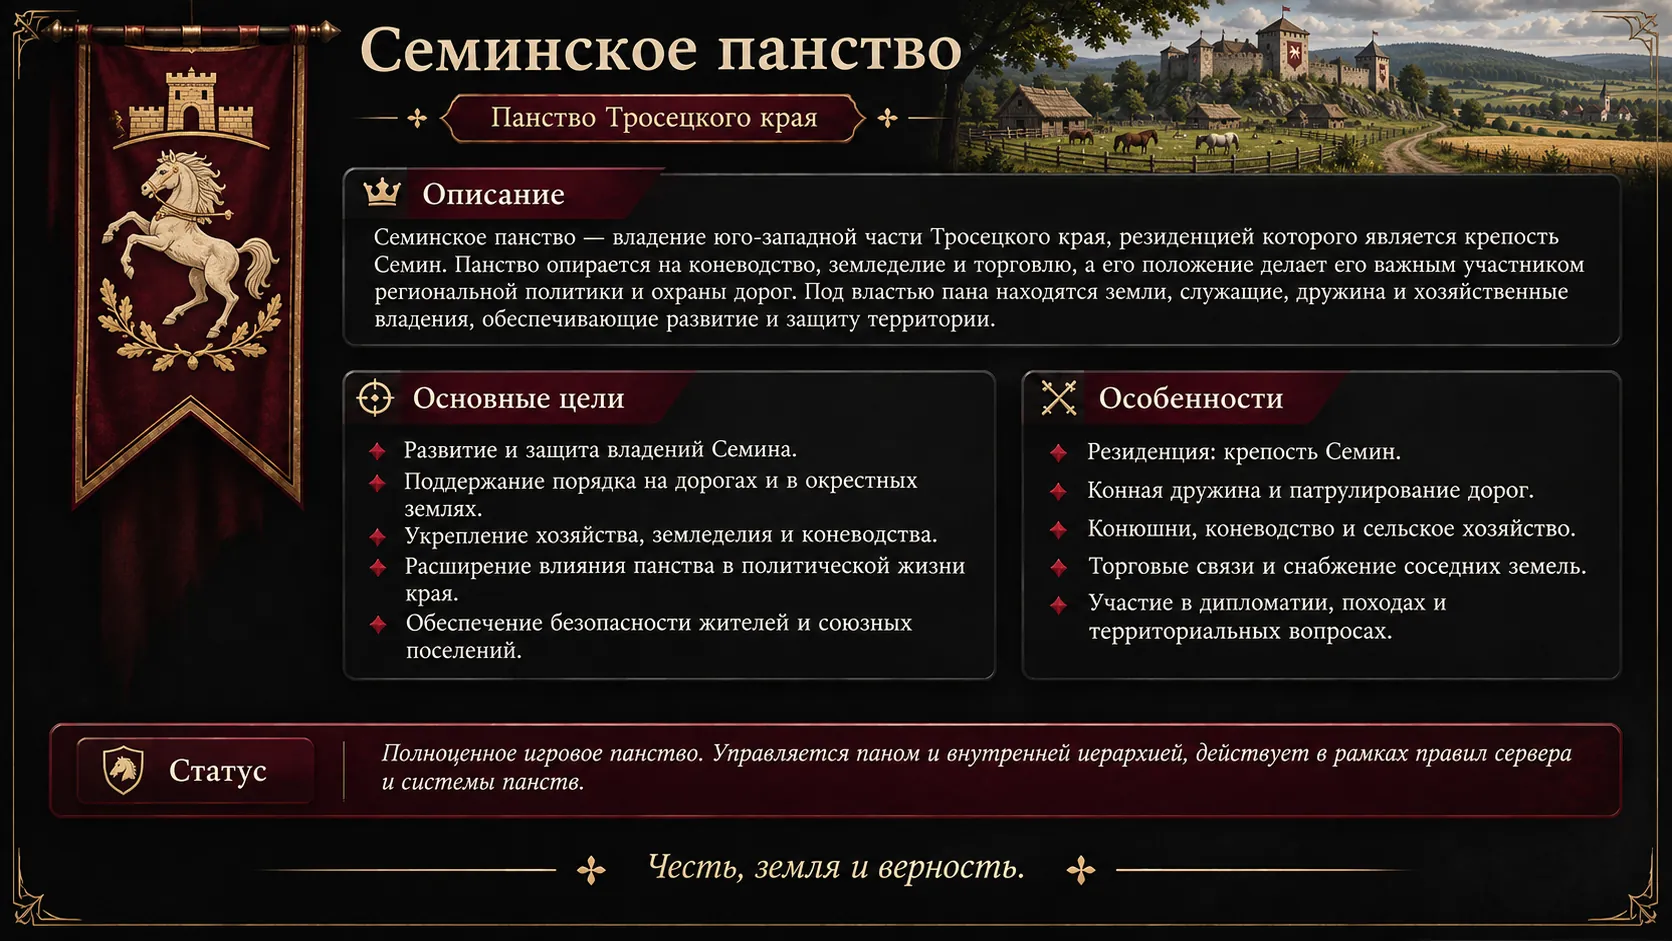 Семинское панство
Панство Тросецкого края
Описание
Семинское панство — владение юго-западной части Тросецкого края, резиденцией которого является крепость
Семин. Панство опирается на коневодство, земледелие и торговлю, а его положение делает его важным участником
региональной политики и охраны дорог. Под властью пана находятся земли, служащие, дружина и хозяйственные
владения, обеспечивающие развитие и защиту территории.
Основные цели
Развитие и защита владений Семина.
Поддержание порядка на дорогах и в окрестных
землях.
Укрепление хозяйства, земледелия и коневодства.
Расширение влияния панства в политической жизни
края.
Обеспечение безопасности жителей и союзных
поселений.
Особенности
Резиденция: крепость Семин.
Конная дружина и патрулирование дорог.
Конюшни, коневодство и сельское хозяйство.
Торговые связи и снабжение соседних земель.
Участие в дипломатии, походах и
территориальных вопросах.
Статус
Полноценное игровое панство. Управляется паном и внутренней иерархией, действует в рамках правил сервера
и системы панств.
Честь, земля и верность.